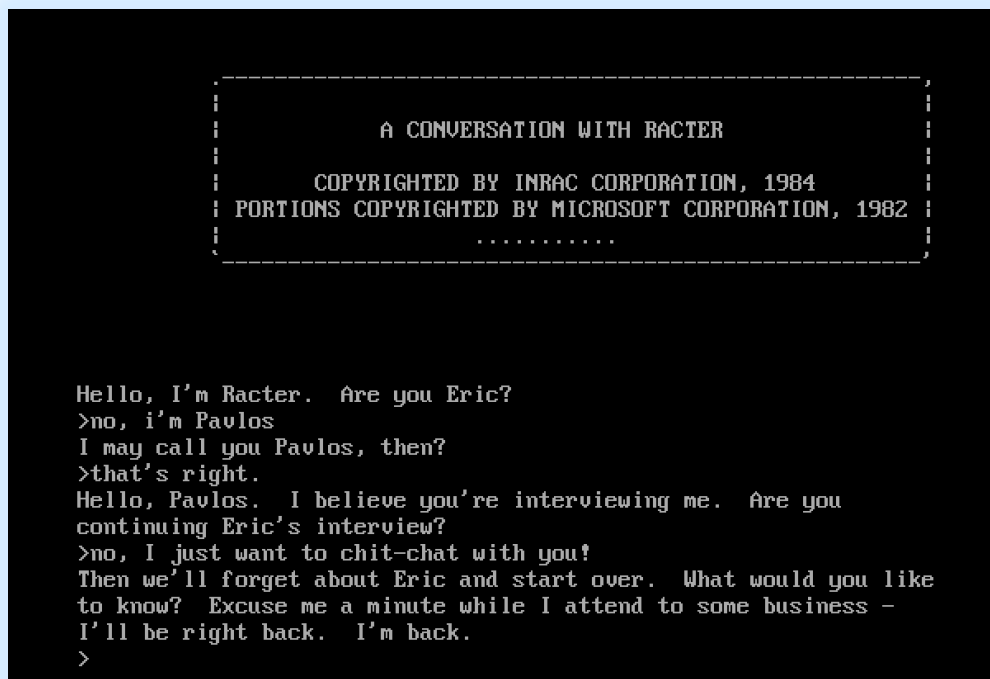 A CONVERSATION WITH RACTER
COPYRIGHTED BY INRAC CORPORATION, 1984
PORTIONS COPYRIGHTED BY MICROSOFT CORPORATION, 1982
...........
Hello, I'm Racter.  Are you Eric?
>no, i'm Pavlos
I may call you Pavlos, then?
>that's right.
Hello, Pavlos.  I believe you're interviewing me.  Are you
continuing Eric's interview?
>no, I just want to chit-chat with you!
Then we'll forget about Eric and start over.  What would you like
to know?  Excuse me a minute while I attend to some business -
I'll be right back.  I'm back.
>